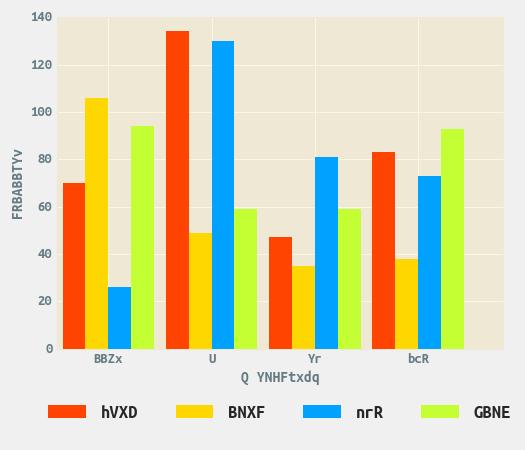 140
120
100
80
60
40
20
0
FRBABBTYv
BBZx U Yr bcR
Q YNHFtxdq
hVXD BNXF nrR GBNE